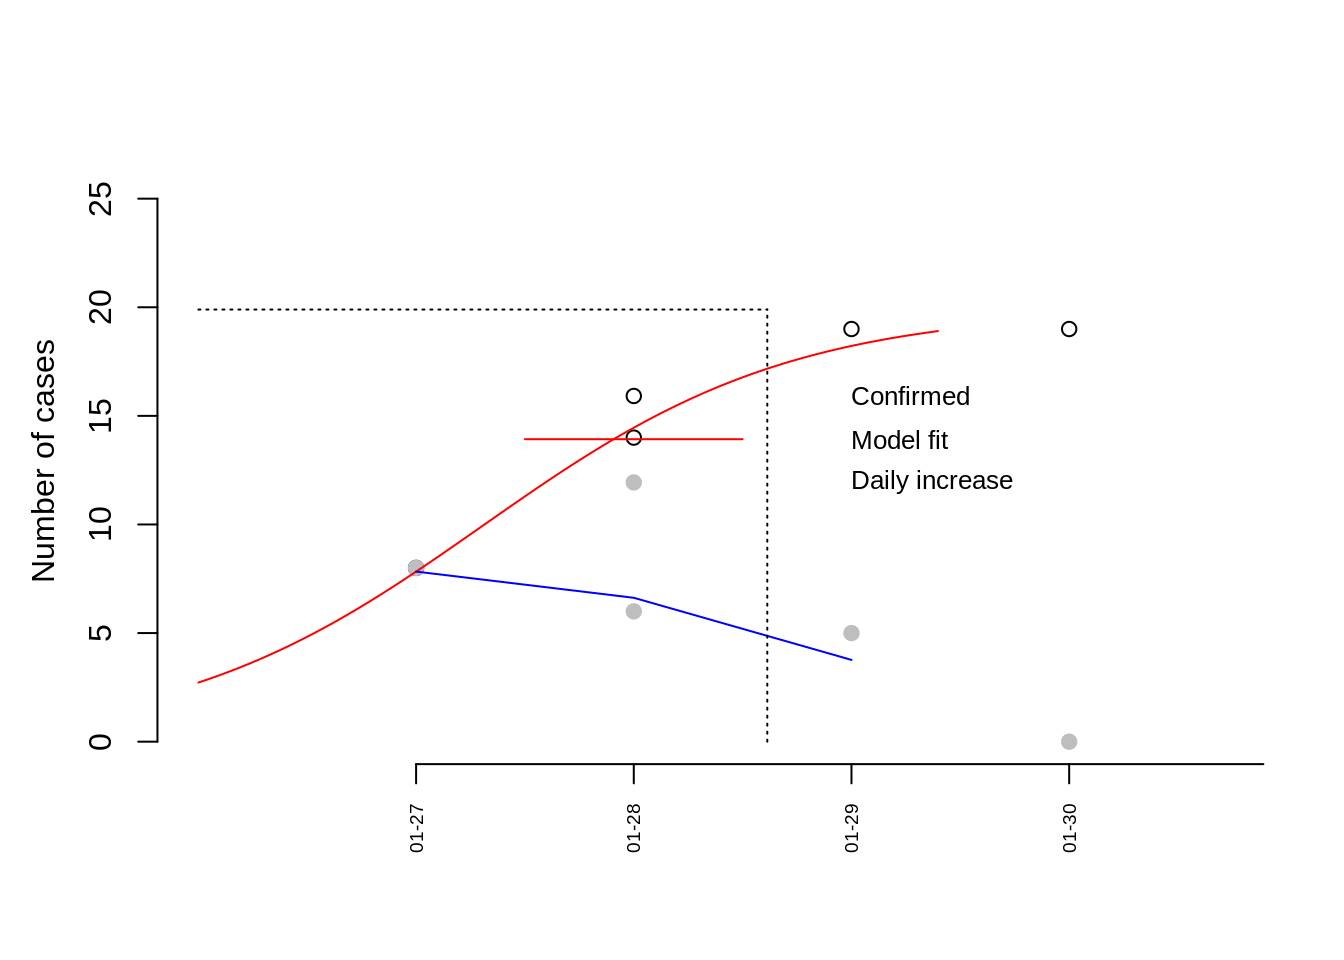 Number of cases
25
20
15
10
5
0
Confirmed
Model fit
Daily increase
01-27
01-28
01-29
01-30